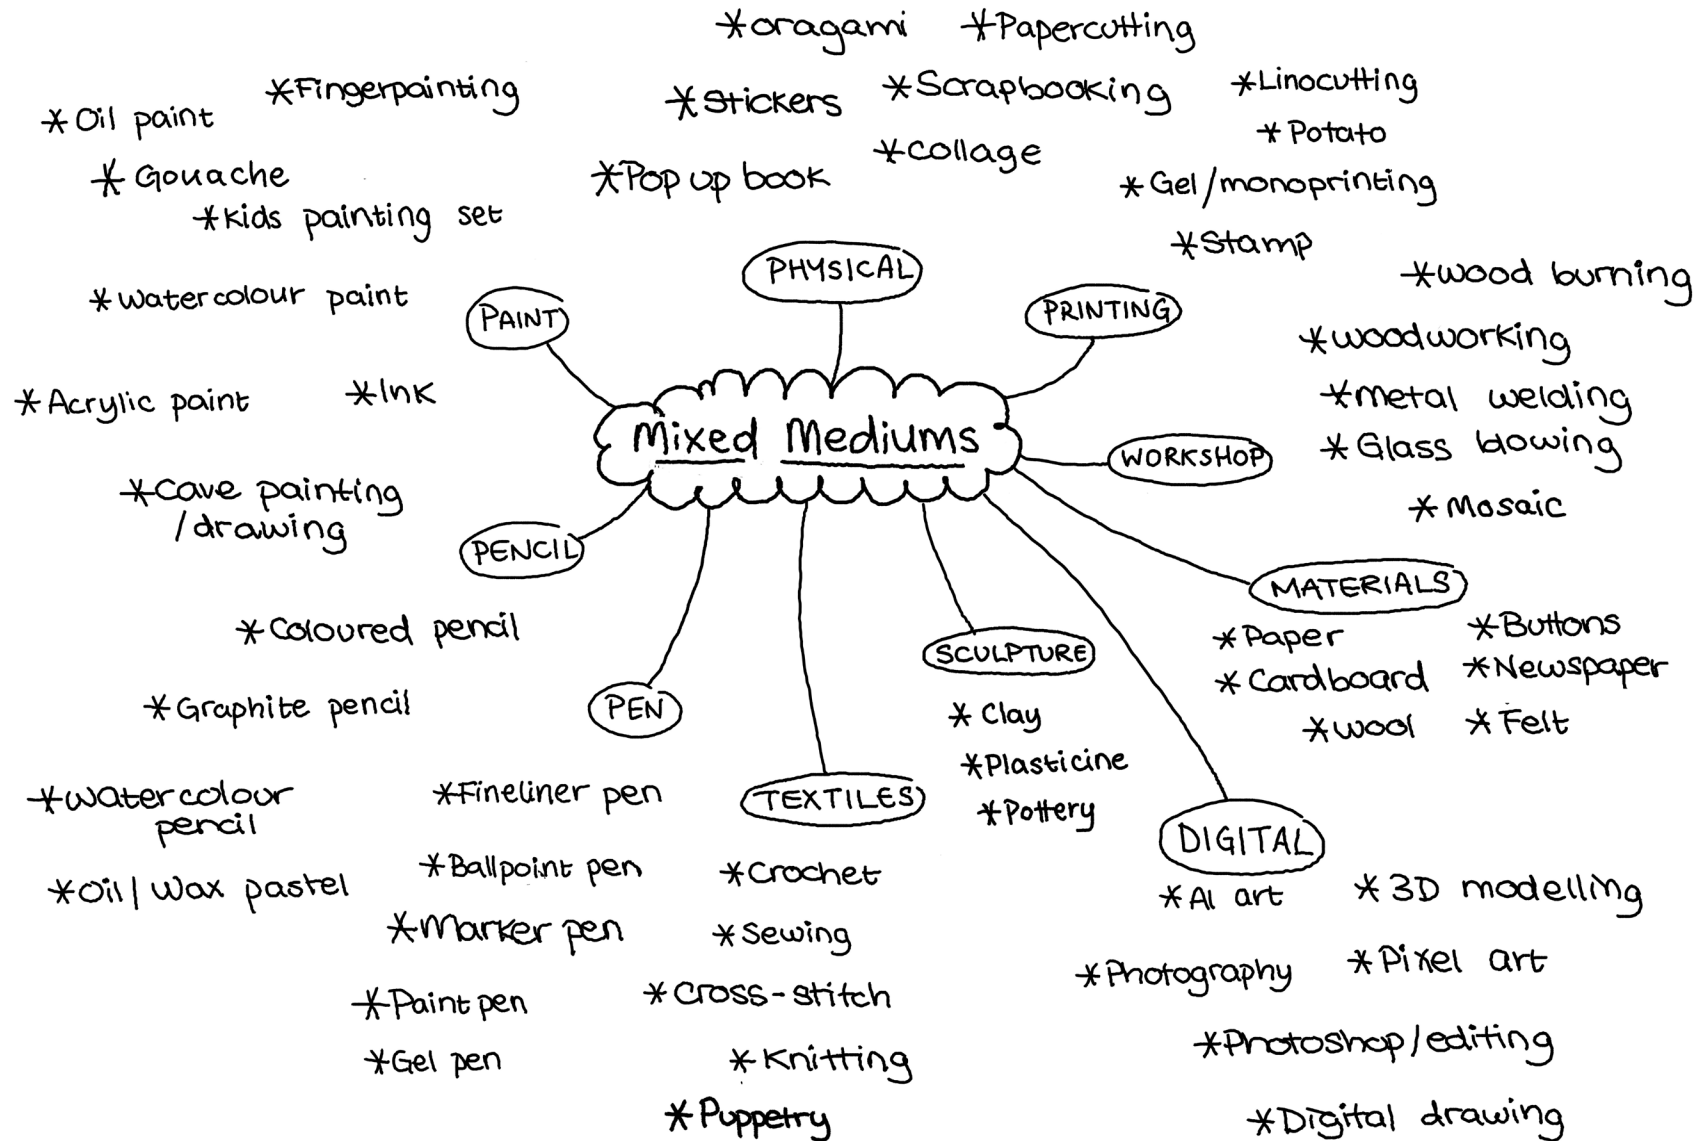 *oragami
*Papercutting
*Stickers
*Scrapbooking
*Pop up book
*collage
PHYSICAL
*Oil paint
*Fingerpainting
*Gouache
*Kids painting set
*watercolour paint
PAINT
*Acrylic paint
*Ink
*Cave painting
/drawing
*Linocutting
*Potato
*Gel/monoprinting
*Stamp
PRINTING
*wood burning
*woodworking
*Metal welding
*Glass blowing
*Mosaic
WORKSHOP
Mixed Mediums
PENCIL
*Coloured pencil
*Graphite pencil
*watercolour
pencil
*Oil/Wax pastel
PEN
*Fineliner pen
*Ballpoint pen
*Marker pen
*Paint pen
*Gel pen
TEXTILES
*Crochet
*Sewing
*Cross-stitch
*Knitting
*Puppetry
SCULPTURE
*Clay
*Plasticine
*Pottery
MATERIALS
*Paper
*Buttons
*Cardboard
*Newspaper
*wool
*Felt
DIGITAL
*AI art
*3D modelling
*Photography
*Pixel art
*Photoshop/editing
*Digital drawing